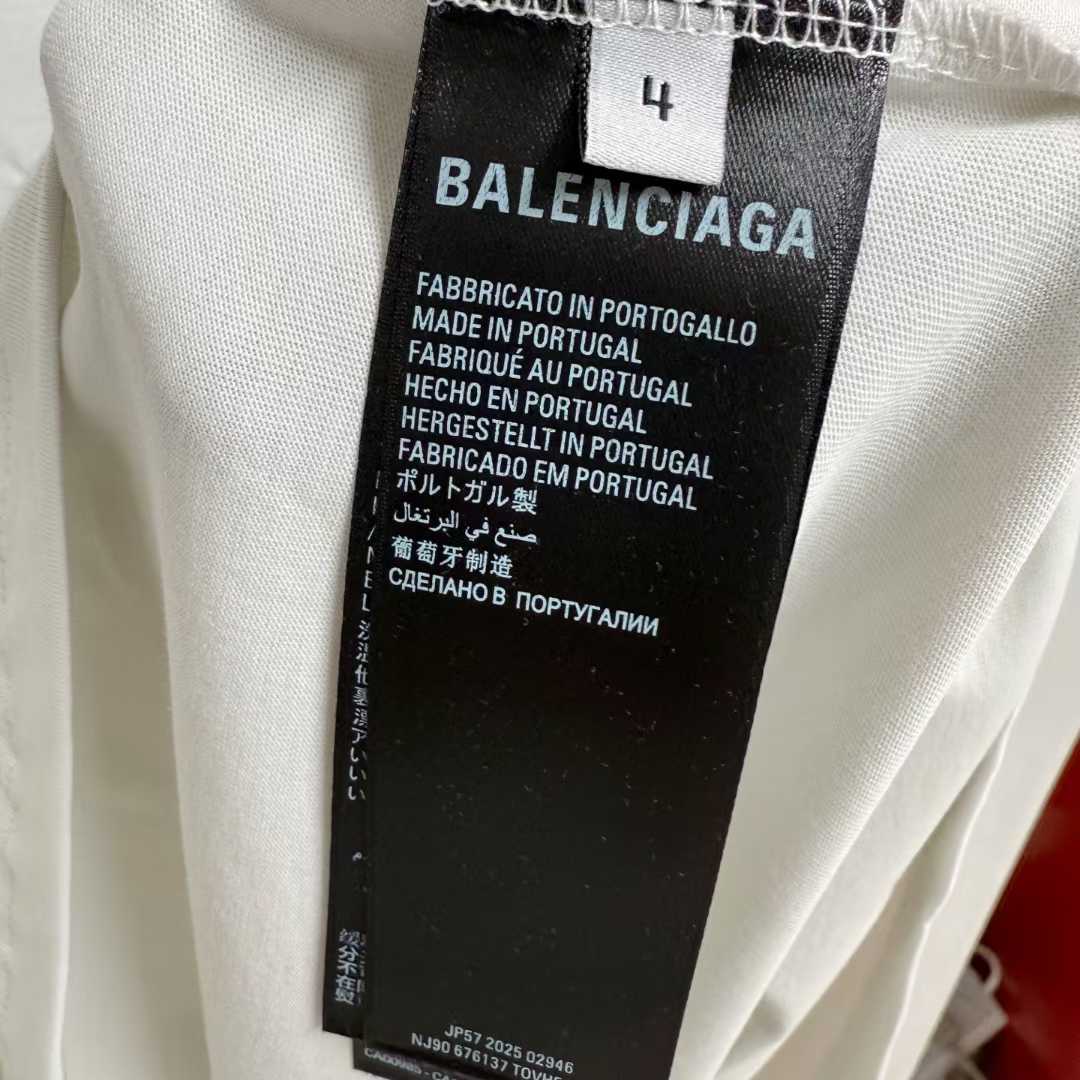 4
BALENCIAGA
FABBRICATO IN PORTOGALLO
MADE IN PORTUGAL
FABRIQUÉ AU PORTUGAL
HECHO EN PORTUGAL
HERGESTELLT IN PORTUGAL
FABRICADO EM PORTUGAL
ポルトガル製
صنع في البرتغال
葡萄牙制造
СДЕЛАНО В ПОРТУГАЛИИ
JP57 2025 02946
NJ90 676137